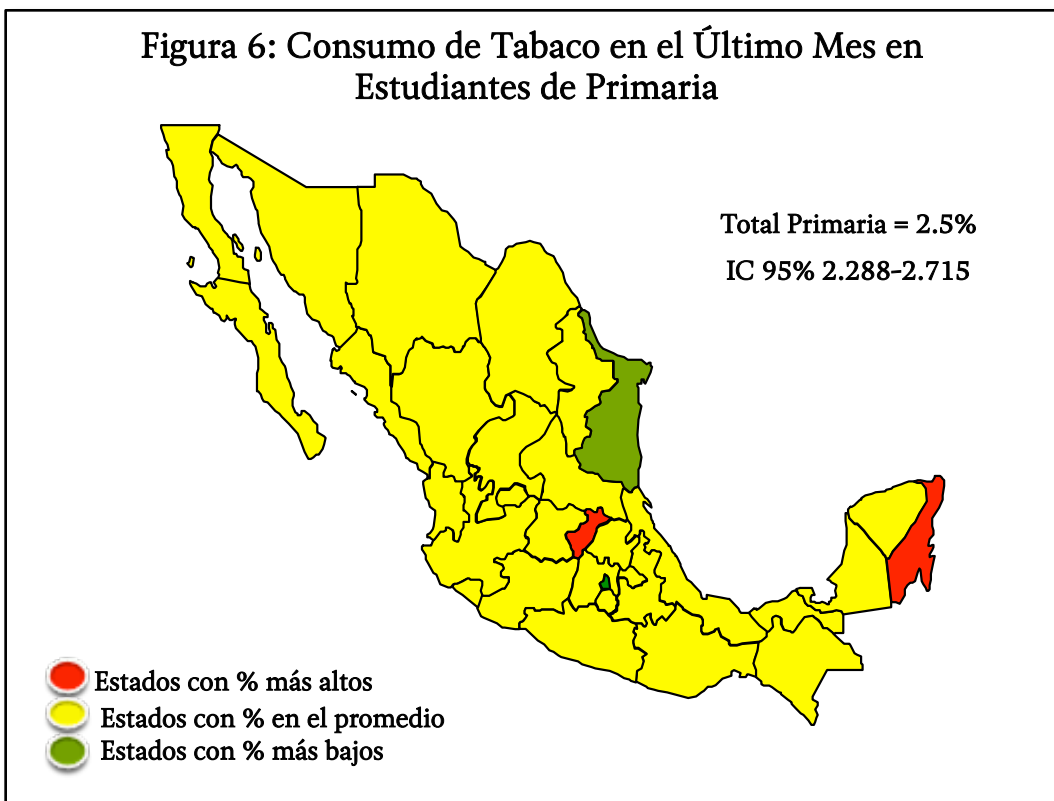 Figura 6: Consumo de Tabaco en el Último Mes en
Estudiantes de Primaria
Total Primaria = 2.5%
IC 95% 2.288-2.715
Estados con % más altos
Estados con % en el promedio
Estados con % más bajos